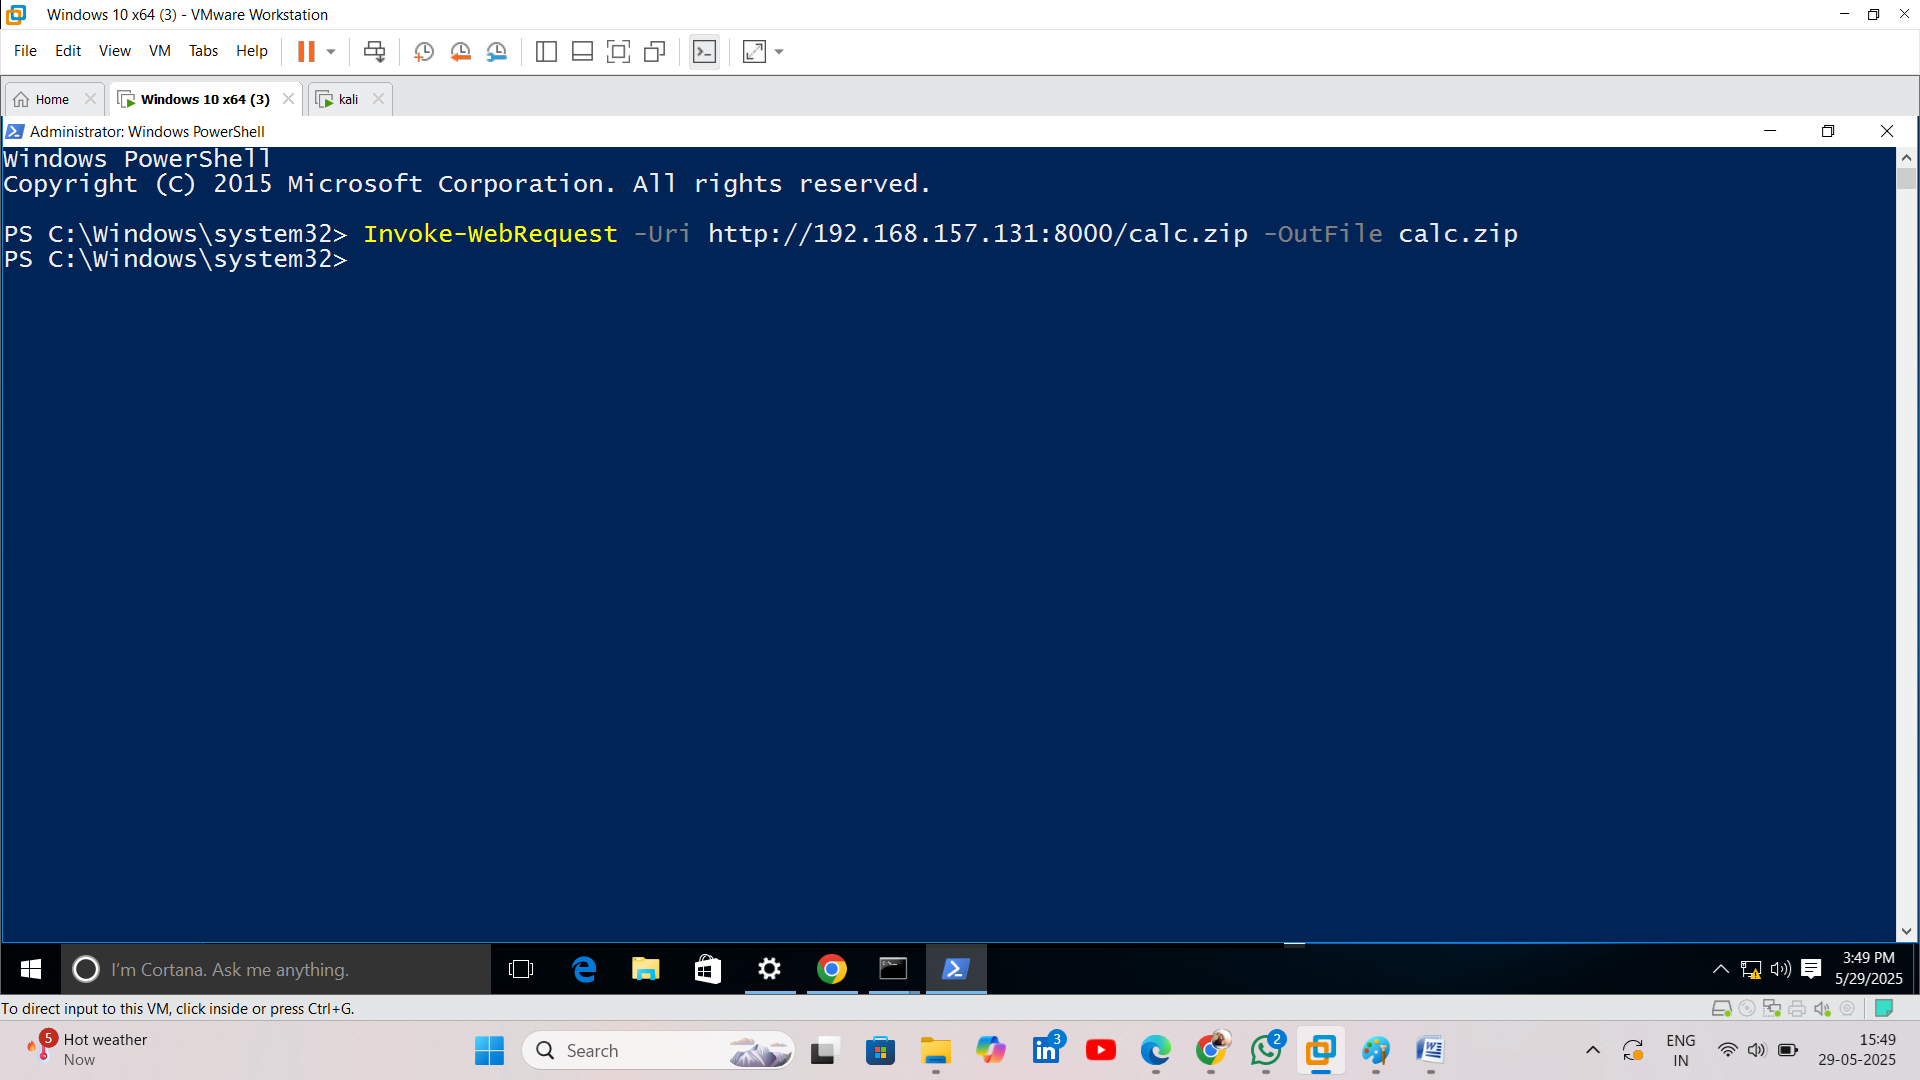 Windows 10 x64 (3) - VMware Workstation
File Edit View VM Tabs Help
Home Windows 10 x64 (3) kali
Administrator: Windows PowerShell
Windows PowerShell
Copyright (C) 2015 Microsoft Corporation. All rights reserved.
PS C:\Windows\system32> Invoke-WebRequest -Uri http://192.168.157.131:8000/calc.zip -OutFile calc.zip
PS C:\Windows\system32>
I'm Cortana. Ask me anything.
3:49 PM
5/29/2025
To direct input to this VM, click inside or press Ctrl+G.
5
Hot weather
Now
Search
3
2
ENG
IN
15:49
29-05-2025